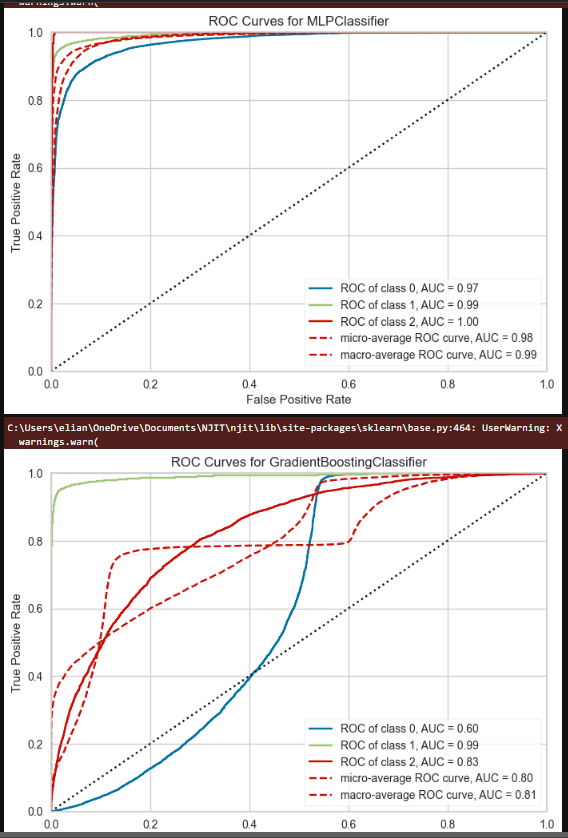 warnings.warn(
ROC Curves for MLPClassifier
1.0
0.8
0.6
0.4
0.2
0.0
True Positive Rate
ROC of class 0, AUC = 0.97
ROC of class 1, AUC = 0.99
ROC of class 2, AUC = 1.00
micro-average ROC curve, AUC = 0.98
macro-average ROC curve, AUC = 0.99
0.0 0.2 0.4 0.6 0.8 1.0
False Positive Rate
C:\Users\elian\OneDrive\Documents\NJIT\njit\lib\site-packages\sklearn\base.py:464: UserWarning: X
warnings.warn(
ROC Curves for GradientBoostingClassifier
1.0
0.8
0.6
0.4
0.2
0.0
True Positive Rate
ROC of class 0, AUC = 0.60
ROC of class 1, AUC = 0.99
ROC of class 2, AUC = 0.83
micro-average ROC curve, AUC = 0.80
macro-average ROC curve, AUC = 0.81
0.0 0.2 0.4 0.6 0.8 1.0